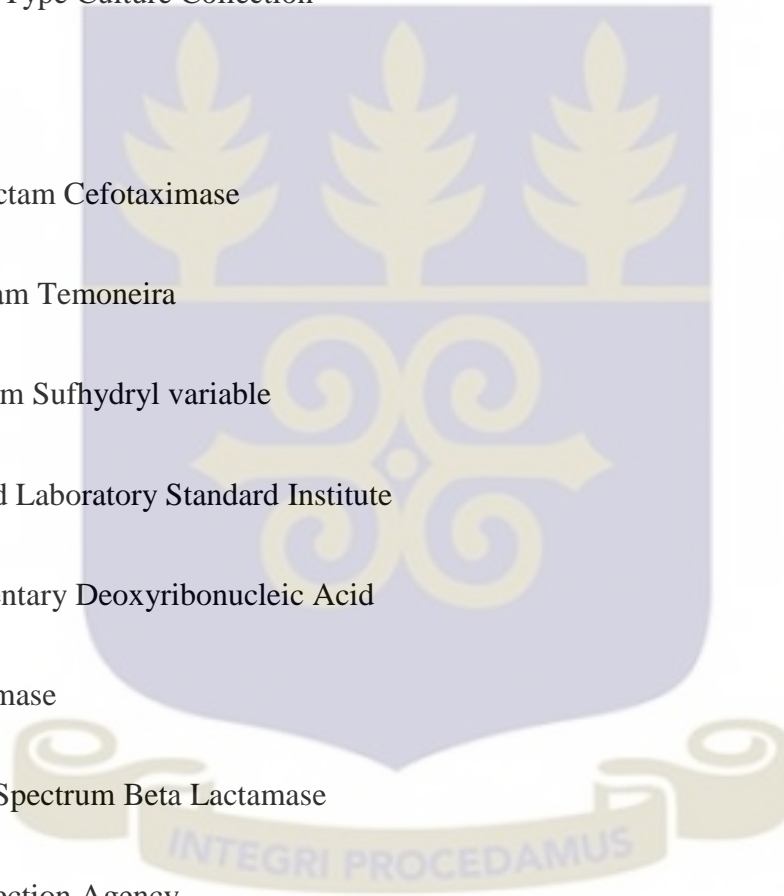 Type Culture Collection
ctam Cefotaximase
am Temoneira
m Sufhydryl variable
d Laboratory Standard Institute
entary Deoxyribonucleic Acid
mase
Spectrum Beta Lactamase
INTEGRI PROCEDAMUS
ection Agency